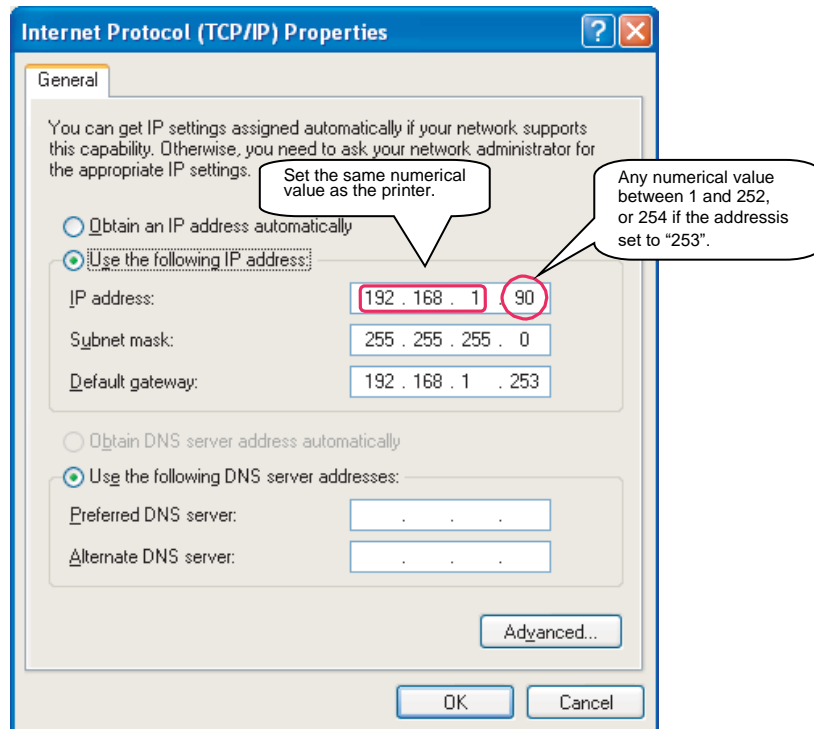 Internet Protocol (TCP/IP) Properties
General
You can get IP settings assigned automatically if your network supports
this capability. Otherwise, you need to ask your network administrator for
the appropriate IP settings.
Set the same numerical
value as the printer.
Any numerical value
between 1 and 252,
or 254 if the addressis
set to “253”.
Obtain an IP address automatically
Use the following IP address:
IP address: 192 . 168 . 1 . 90
Subnet mask: 255 . 255 . 255 . 0
Default gateway: 192 . 168 . 1 . 253
Obtain DNS server address automatically
Use the following DNS server addresses:
Preferred DNS server: . . .
Alternate DNS server: . . .
Advanced...
OK Cancel